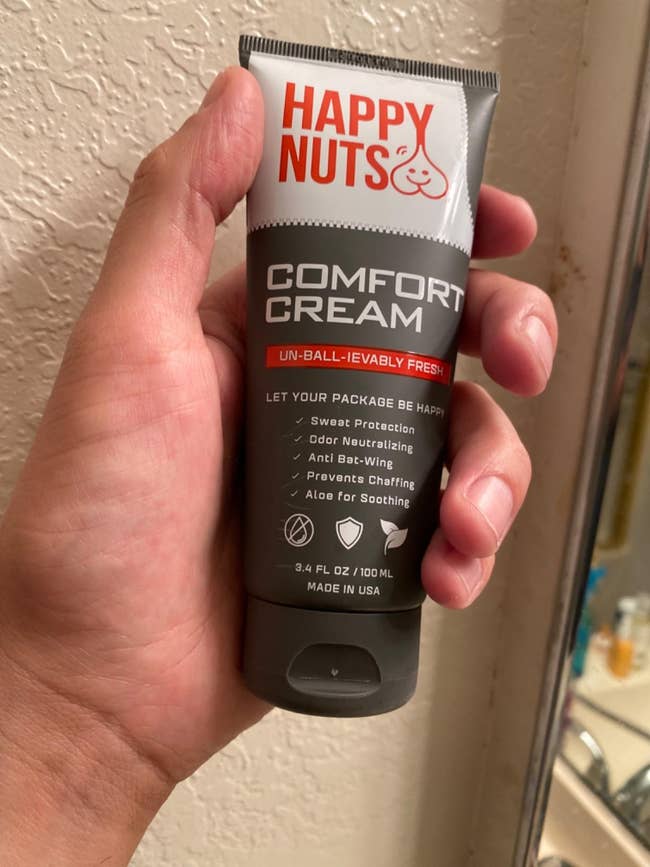 HAPPY
NUTS
COMFORT
CREAM
UN-BALL-IEVABLY FRESH
LET YOUR PACKAGE BE HAPPY
Sweat Protection
Odor Neutralizing
Anti Bat-Wing
Prevents Chaffing
Aloe for Soothing
3.4 FL OZ / 100 ML
MADE IN USA